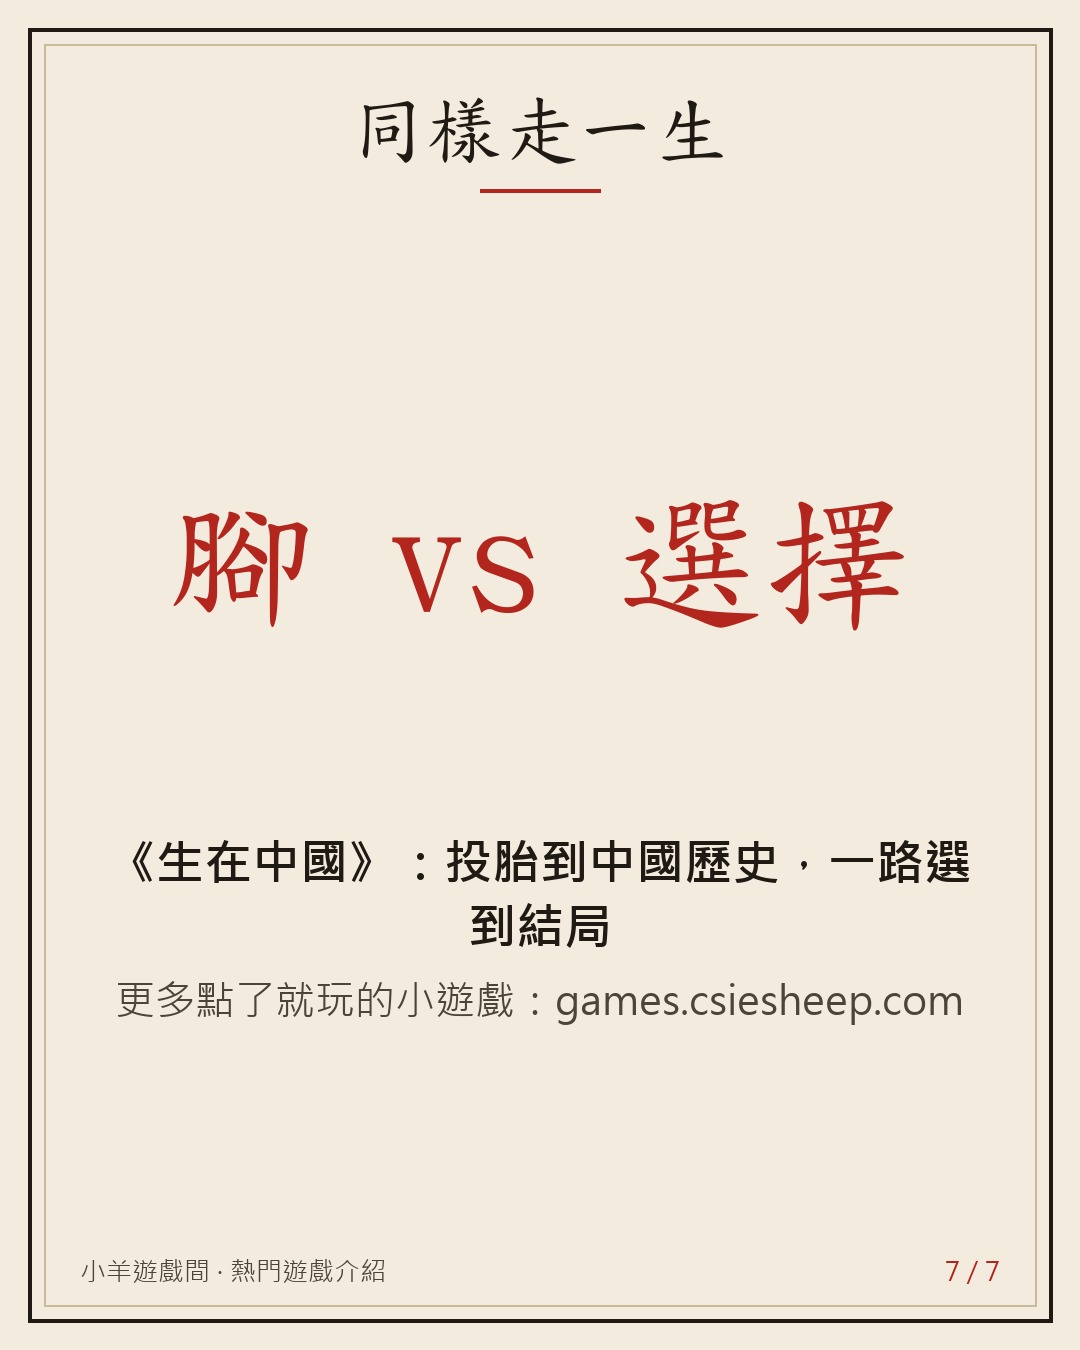 同樣走一生
腳 vs 選擇
《生在中國》：投胎到中國歷史，一路選
到結局
更多點了就玩的小遊戲：games.csiesheep.com
小羊遊戲間 · 熱門遊戲介紹
7 / 7